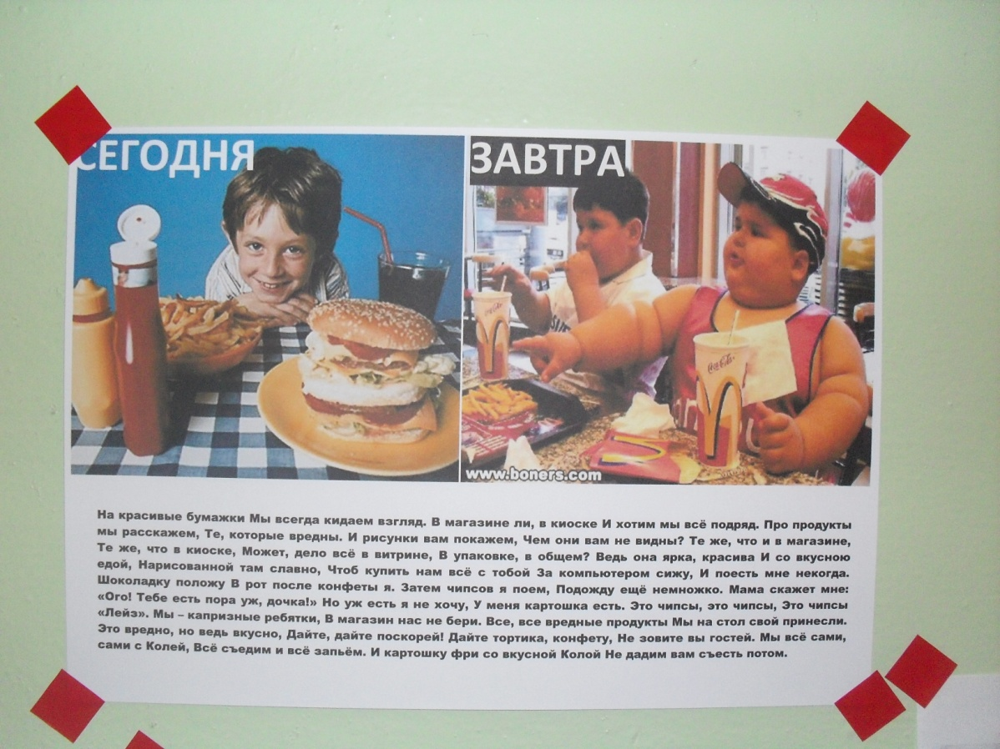 СЕГОДНЯ
ЗАВТРА
Coca-Cola
Coca-Cola
www.boners.com
На красивые бумажки Мы всегда кидаем взгляд. В магазине ли, в киоске И хотим мы всё подряд. Про продукты
мы расскажем, Те, которые вредны. И рисунки вам покажем, Чем они вам не видны? Те же, что и в магазине,
Те же, что в киоске, Может, дело всё в витрине, В упаковке, в общем? Ведь она ярка, красива И со вкусною
едой, Нарисованной там славно, Чтоб купить нам всё с тобой За компьютером сижу, И поесть мне некогда.
Шоколадку положу В рот после конфеты я. Затем чипсов я поем, Подожду ещё немножко. Мама скажет мне:
«Ого! Тебе есть пора уж, дочка!» Но уж есть я не хочу, У меня картошка есть. Это чипсы, это чипсы, Это чипсы
«Лейз». Мы – капризные ребятки, В магазин нас не бери. Все, все вредные продукты Мы на стол свой принесли.
Это вредно, но ведь вкусно, Дайте, дайте поскорей! Дайте тортика, конфету, Не зовите вы гостей. Мы всё сами,
сами с Колей, Всё съедим и всё запьём. И картошку фри со вкусной Колой Не дадим вам съесть потом.